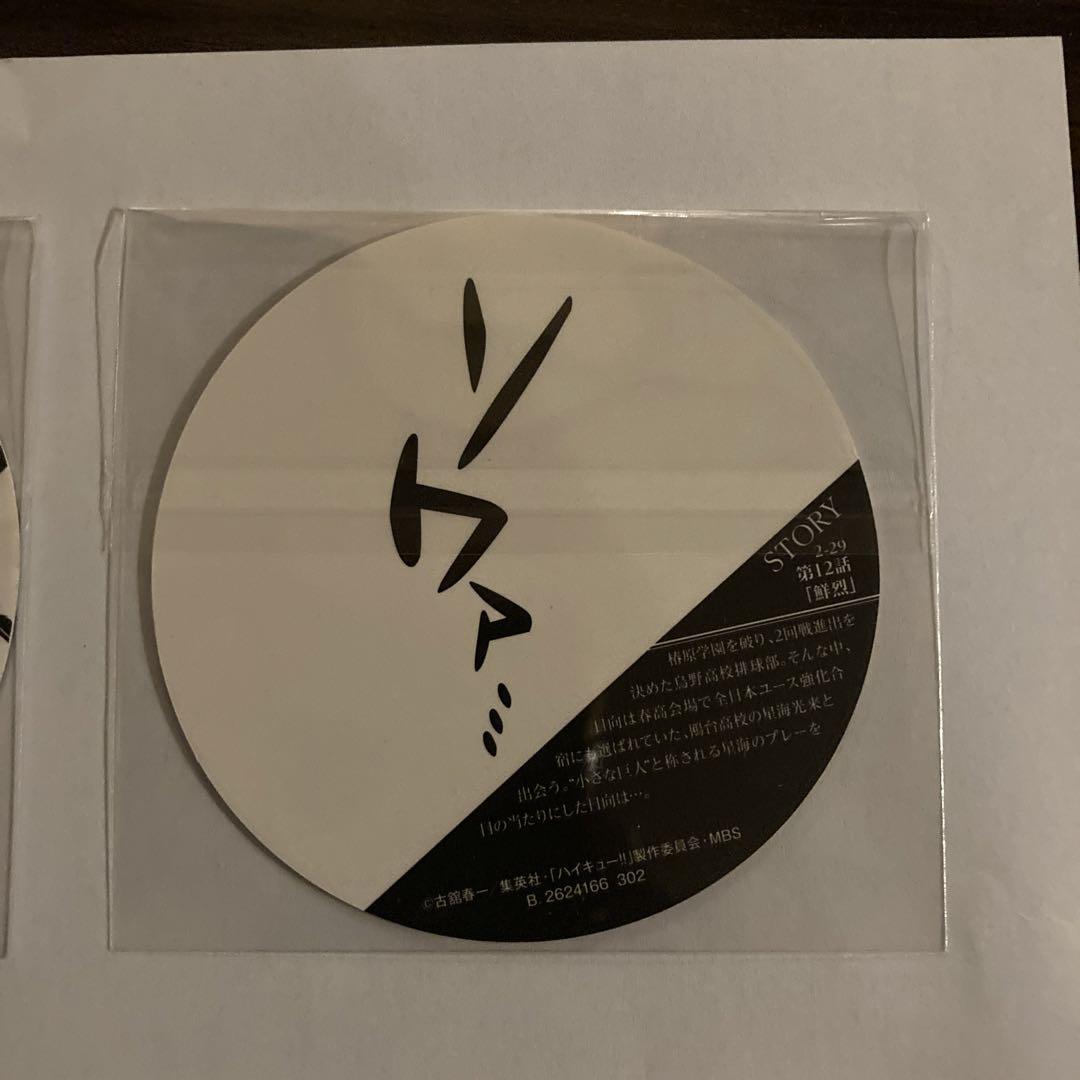 ソワァ…
STORY
2-29
第12話
「鮮烈」
椿原学園を破り、2回戦進出を
決めた烏野高校排球部。そんな中、
日向は春高会場で全日本ユース強化合
宿にも選ばれていた、鴎台高校の星海光来と
出会う。“小さな巨人”と称される星海のプレーを
目の当たりにした日向は…。
©古舘春一/集英社・「ハイキュー!!」製作委員会・MBS
B. 2624166 302